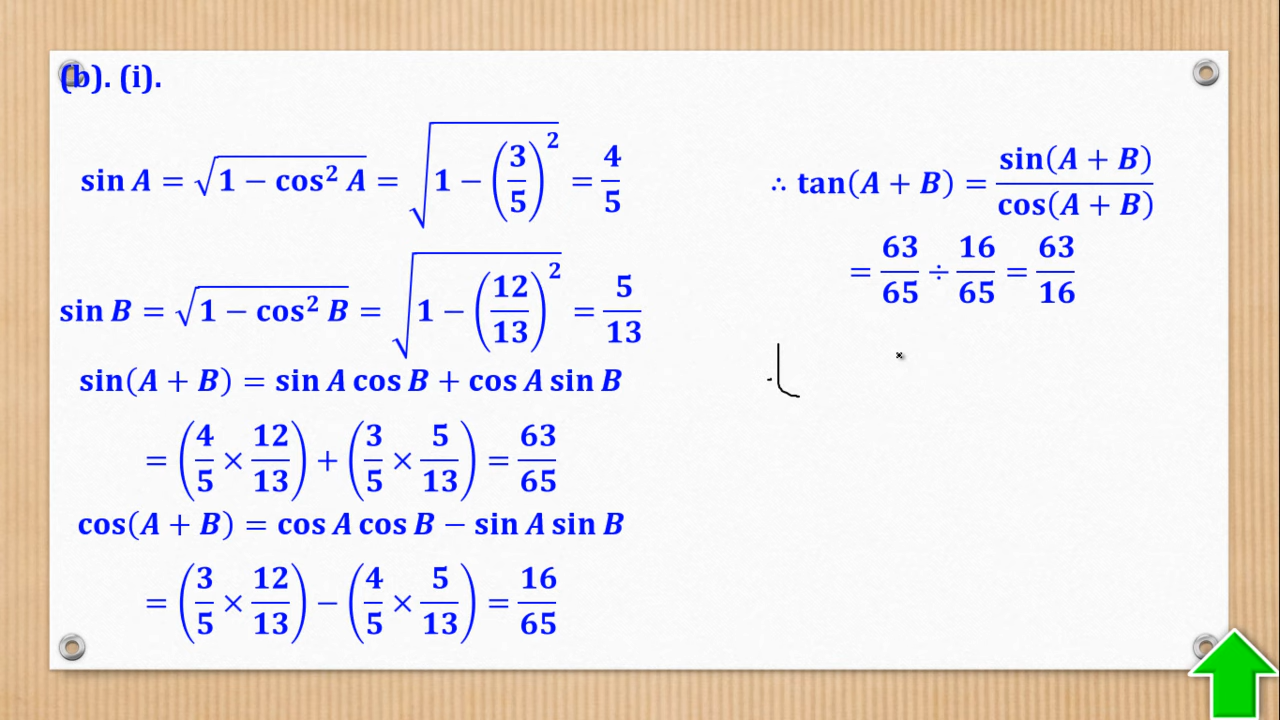 (b). (i).
sin A = √(1 − cos² A) = √(1 − (3/5)²) = 4/5
sin B = √(1 − cos² B) = √(1 − (12/13)²) = 5/13
sin(A + B) = sin A cos B + cos A sin B
= (4/5 × 12/13) + (3/5 × 5/13) = 63/65
cos(A + B) = cos A cos B − sin A sin B
= (3/5 × 12/13) − (4/5 × 5/13) = 16/65
∴ tan(A + B) = sin(A + B)/cos(A + B)
= 63/65 ÷ 16/65 = 63/16